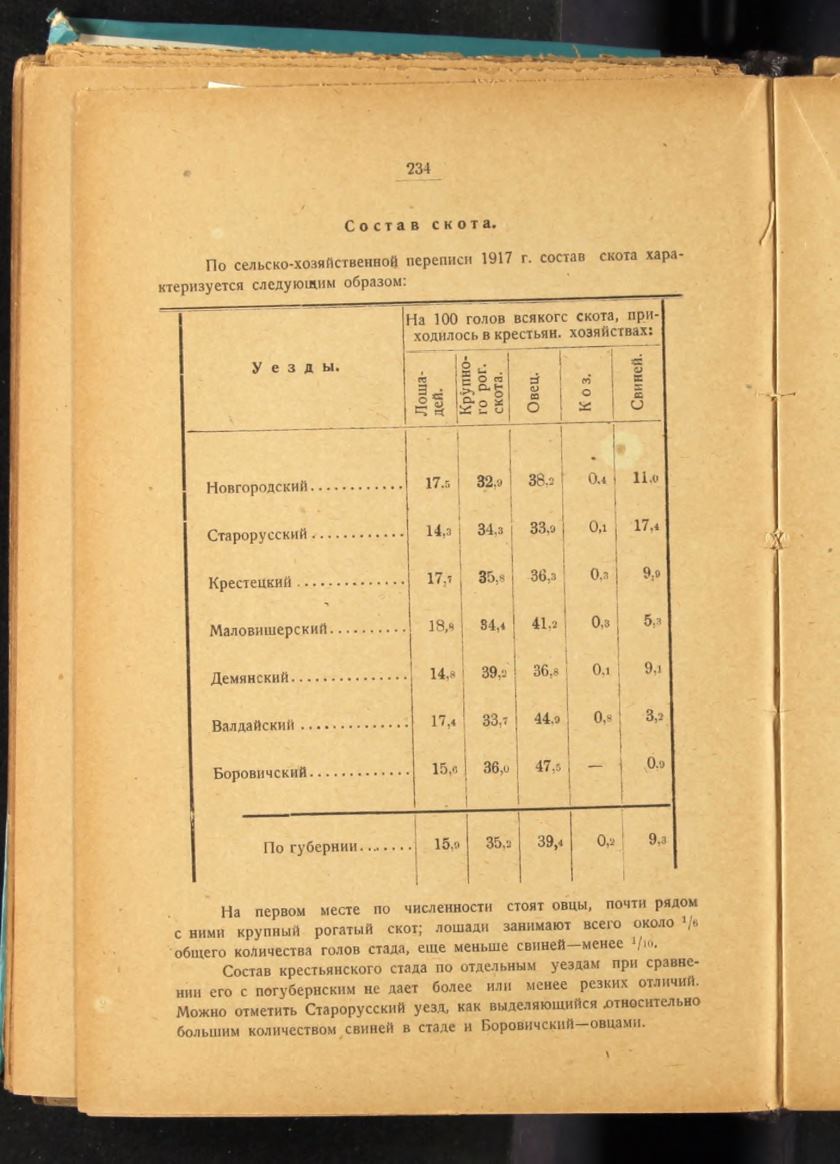 234
Состав скота.
По сельско-хозяйственной переписи 1917 г. состав скота хара-
ктеризуется следующим образом:
Уезды.
На 100 голов всякого скота, при-
ходилось в крестьян. хозяйствах:
Лоша-
дей.
Крупно-
го рог.
скота.
Овец.
Коз.
Свиней.
Новгородский............ 17,5 32,9 38,2 0,4 11,0
Старорусский............ 14,3 34,3 33,9 0,1 17,4
Крестецкий .............. 17,7 35,8 36,3 0,3 9,9
Маловишерский.......... 18,8 34,4 41,2 0,3 5,3
Демянский............... 14,8 39,2 36,8 0,1 9,1
Валдайский .............. 17,4 33,7 44,9 0,8 3,2
Боровичский............. 15,6 36,0 47,5 — 0,9
По губернии........ 15,9 35,2 39,4 0,2 9,3
На первом месте по численности стоят овцы, почти рядом
с ними крупный рогатый скот; лошади занимают всего около 1/6
общего количества голов стада, еще меньше свиней—менее 1/10.
Состав крестьянского стада по отдельным уездам при сравне-
нии его с погубернским не дает более или менее резких отличий.
Можно отметить Старорусский уезд, как выделяющийся относительно
большим количеством свиней в стаде и Боровичский—овцами.